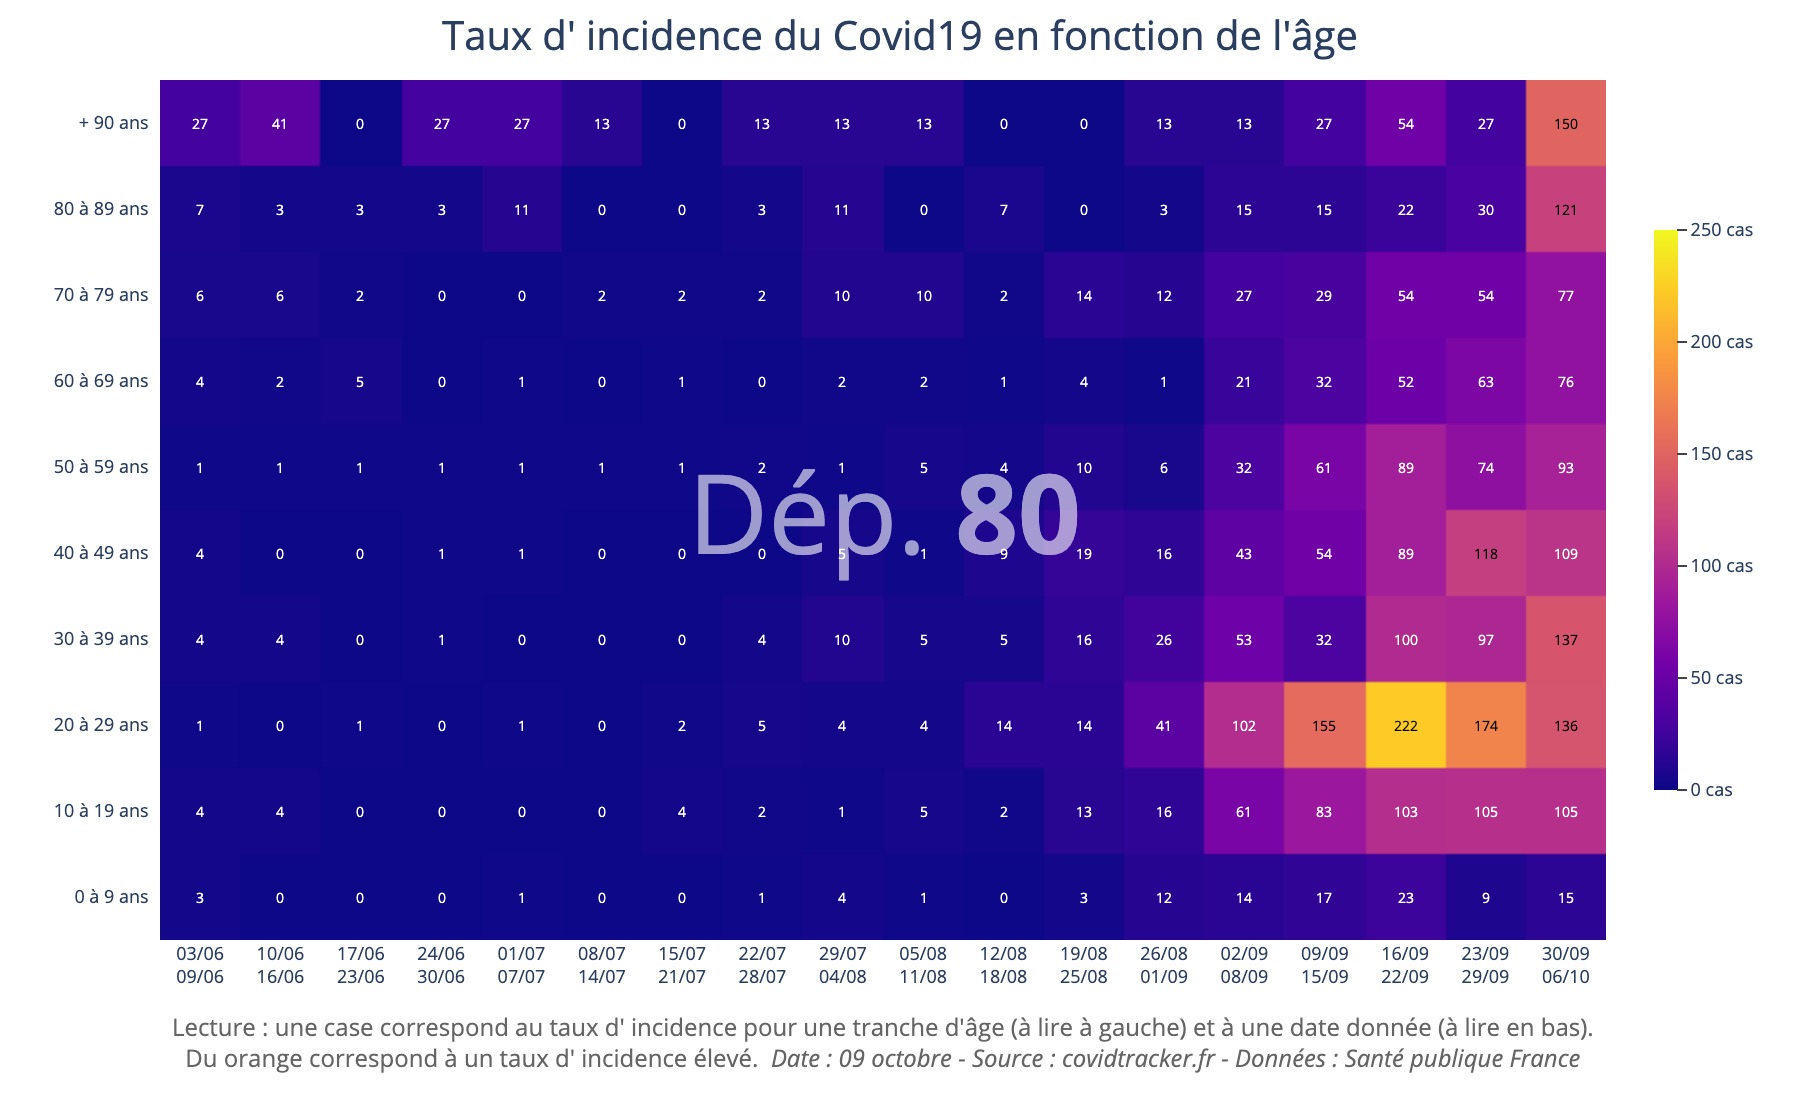 Taux d' incidence du Covid19 en fonction de l'âge
+ 90 ans 27 41 0 27 27 13 0 13 13 13 0 0 13 13 27 54 27 150
80 à 89 ans 7 3 3 3 11 0 0 3 11 0 7 0 3 15 15 22 30 121
250 cas
70 à 79 ans 6 6 2 0 0 2 2 2 10 10 2 14 12 27 29 54 54 77
200 cas
60 à 69 ans 4 2 5 0 1 0 1 0 2 2 1 4 1 21 32 52 63 76
150 cas
50 à 59 ans 1 1 1 1 1 1 1 2 1 5 4 10 6 32 61 89 74 93
Dép. 80
40 à 49 ans 4 0 0 1 1 0 0 0 5 1 9 19 16 43 54 89 118 109
100 cas
30 à 39 ans 4 4 0 1 0 0 0 4 10 5 5 16 26 53 32 100 97 137
50 cas
20 à 29 ans 1 0 1 0 1 0 2 5 4 4 14 14 41 102 155 222 174 136
0 cas
10 à 19 ans 4 4 0 0 0 0 4 2 1 5 2 13 16 61 83 103 105 105
0 à 9 ans 3 0 0 0 1 0 0 1 4 1 0 3 12 14 17 23 9 15
03/06 10/06 17/06 24/06 01/07 08/07 15/07 22/07 29/07 05/08 12/08 19/08 26/08 02/09 09/09 16/09 23/09 30/09
09/06 16/06 23/06 30/06 07/07 14/07 21/07 28/07 04/08 11/08 18/08 25/08 01/09 08/09 15/09 22/09 29/09 06/10
Lecture : une case correspond au taux d' incidence pour une tranche d'âge (à lire à gauche) et à une date donnée (à lire en bas).
Du orange correspond à un taux d' incidence élevé. Date : 09 octobre - Source : covidtracker.fr - Données : Santé publique France